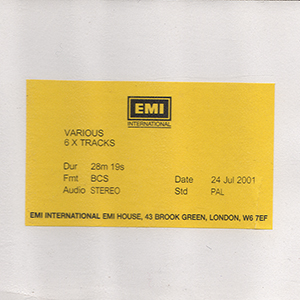 EMI
INTERNATIONAL
VARIOUS
6 X TRACKS
Dur 28m 19s
Fmt BCS Date 24 Jul 2001
Audio STEREO Std PAL
EMI INTERNATIONAL EMI HOUSE, 43 BROOK GREEN, LONDON, W6 7EF